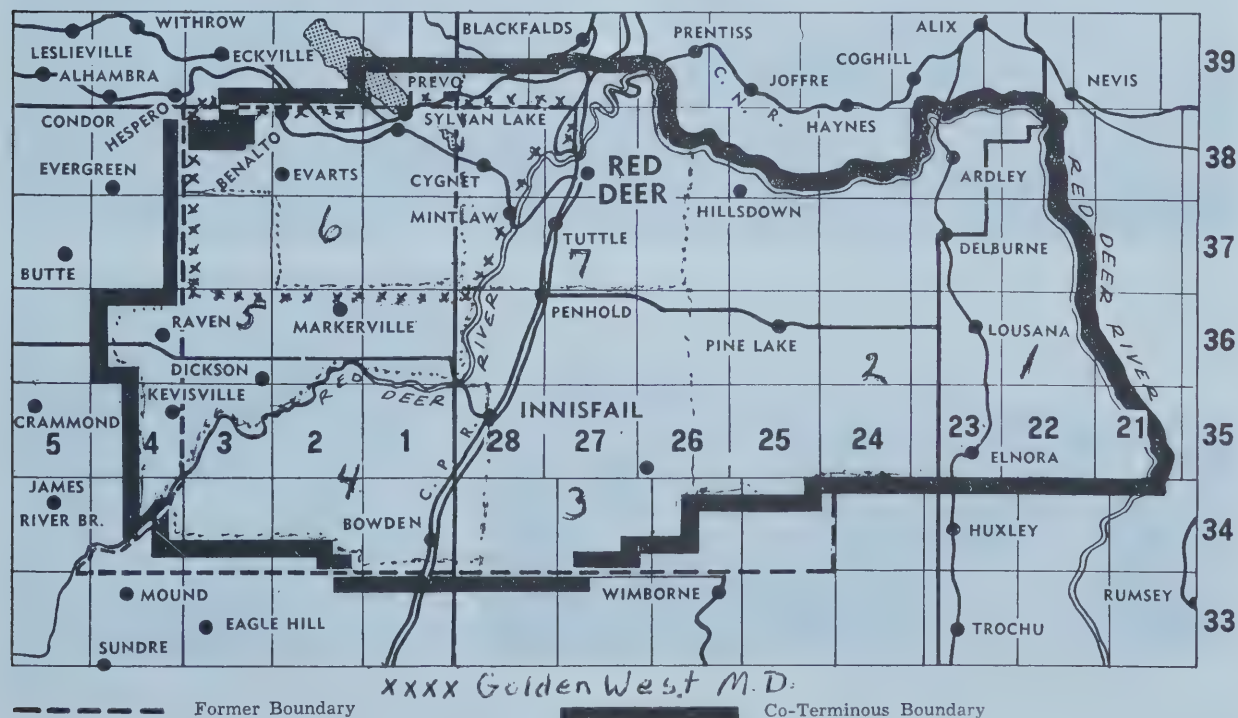 WITHROW
BLACKFALDS
PRENTISS
ALIX
LESLIEVILLE
ECKVILLE
COGHILL
39
ALHAMBRA
PREVO
JOFFRE
NEVIS
C. N. R.
CONDOR
HESPERO
SYLVAN LAKE
HAYNES
BENALTO
EVERGREEN
EVARTS
CYGNET
RED DEER
ARDLEY
38
MINTLAW
HILLSDOWN
6
TUTTLE
DELBURNE
RED DEER RIVER
37
BUTTE
7
RAVEN
5
MARKERVILLE
PENHOLD
RIVER
PINE LAKE
LOUSANA
36
DICKSON
2
1
KEVISVILLE
RED DEER
CRAMMOND
INNISFAIL
5 4 3 2 1 28 27 26 25 24 23 22 21 35
ELNORA
JAMES RIVER BR.
4
C. P. R.
3
BOWDEN
HUXLEY
34
MOUND
WIMBORNE
RUMSEY
EAGLE HILL
TROCHU
33
SUNDRE
xxxx Golden West M.D.
Former Boundary
Co-Terminous Boundary